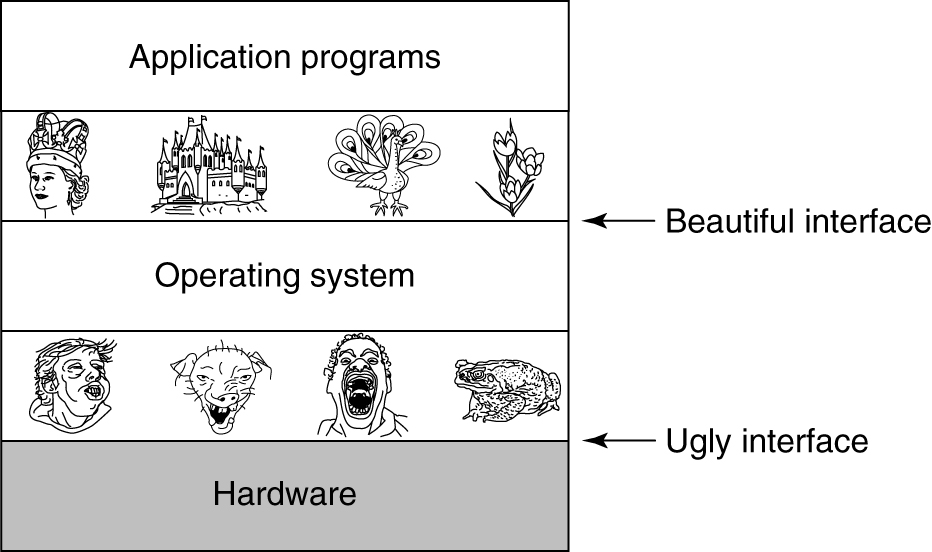 Application programs
Beautiful interface
Operating system
Ugly interface
Hardware